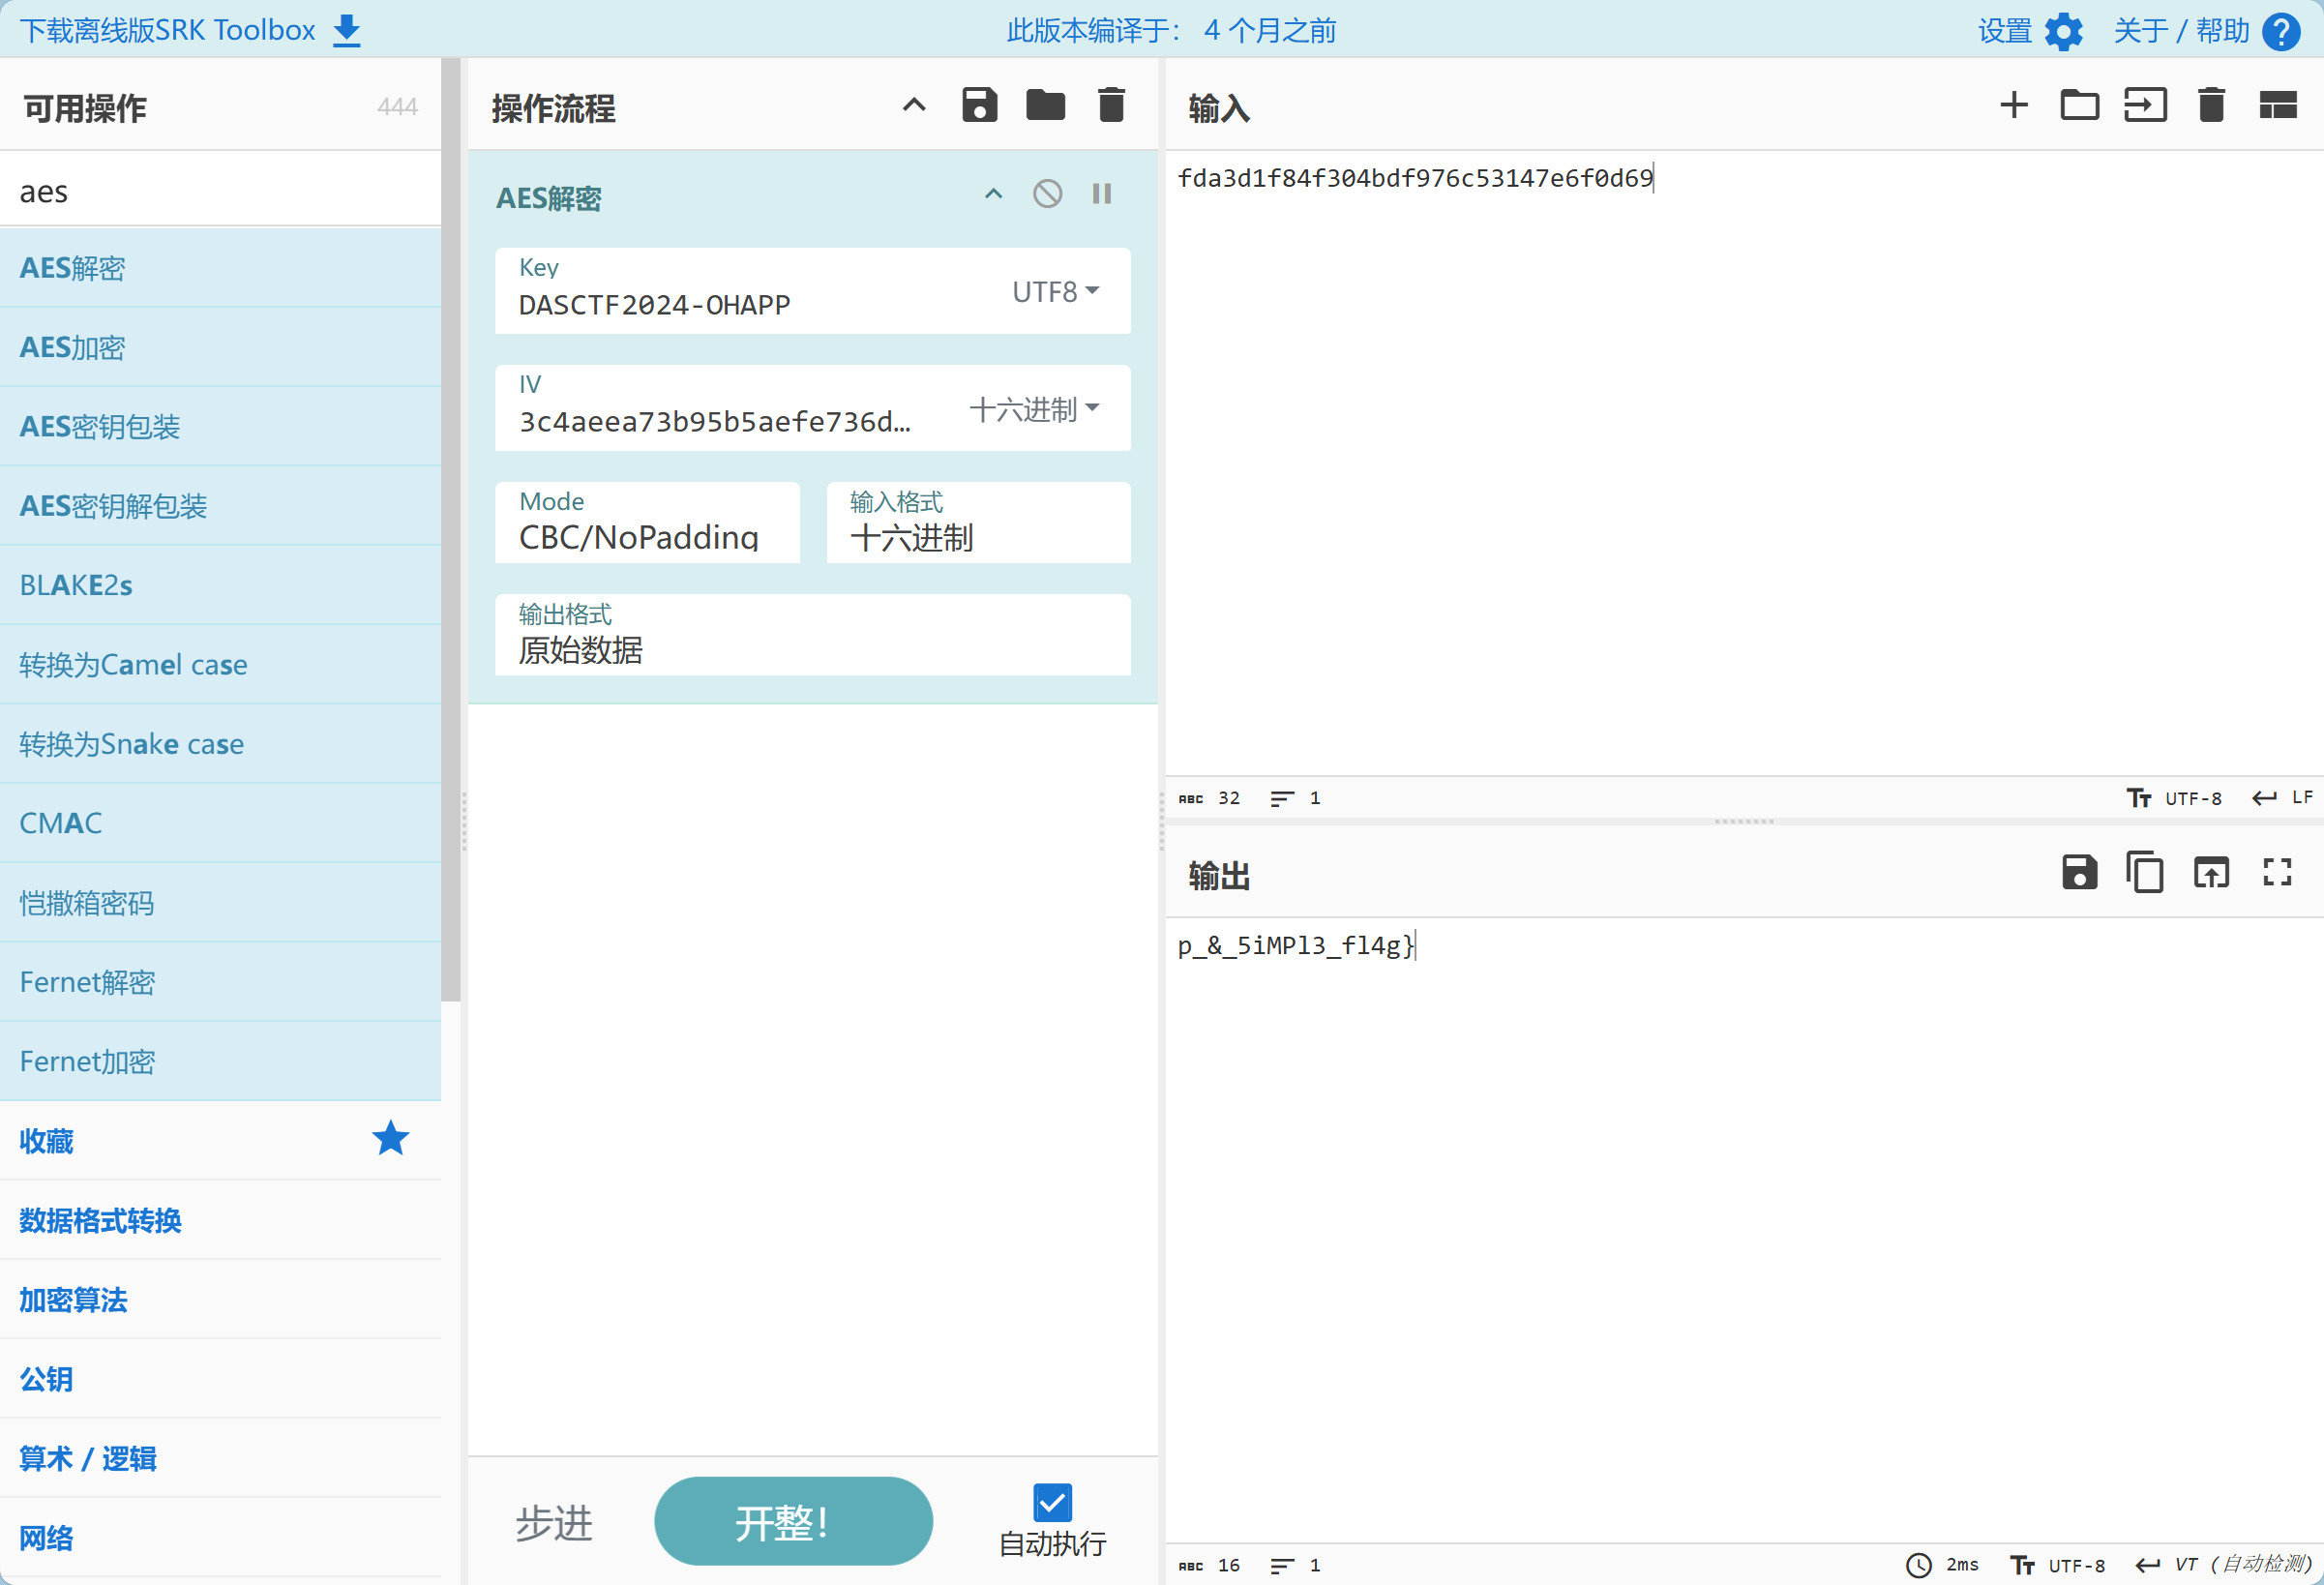 下载离线版SRK Toolbox
此版本编译于： 4 个月之前
设置
关于 / 帮助
可用操作
444
aes
AES解密
AES加密
AES密钥包装
AES密钥解包装
BLAKE2s
转换为Camel case
转换为Snake case
CMAC
恺撒箱密码
Fernet解密
Fernet加密
收藏
数据格式转换
加密算法
公钥
算术 / 逻辑
网络
操作流程
AES解密
Key
DASCTF2024-OHAPP
UTF8
IV
3c4aeea73b95b5aefe736d…
十六进制
Mode
CBC/NoPadding
输入格式
十六进制
输出格式
原始数据
步进
开整！
自动执行
输入
fda3d1f84f304bdf976c53147e6f0d69
ABC 32
1
UTF-8
LF
输出
p_&_5iMPl3_fl4g}
ABC 16
1
2ms
UTF-8
VT (自动检测)